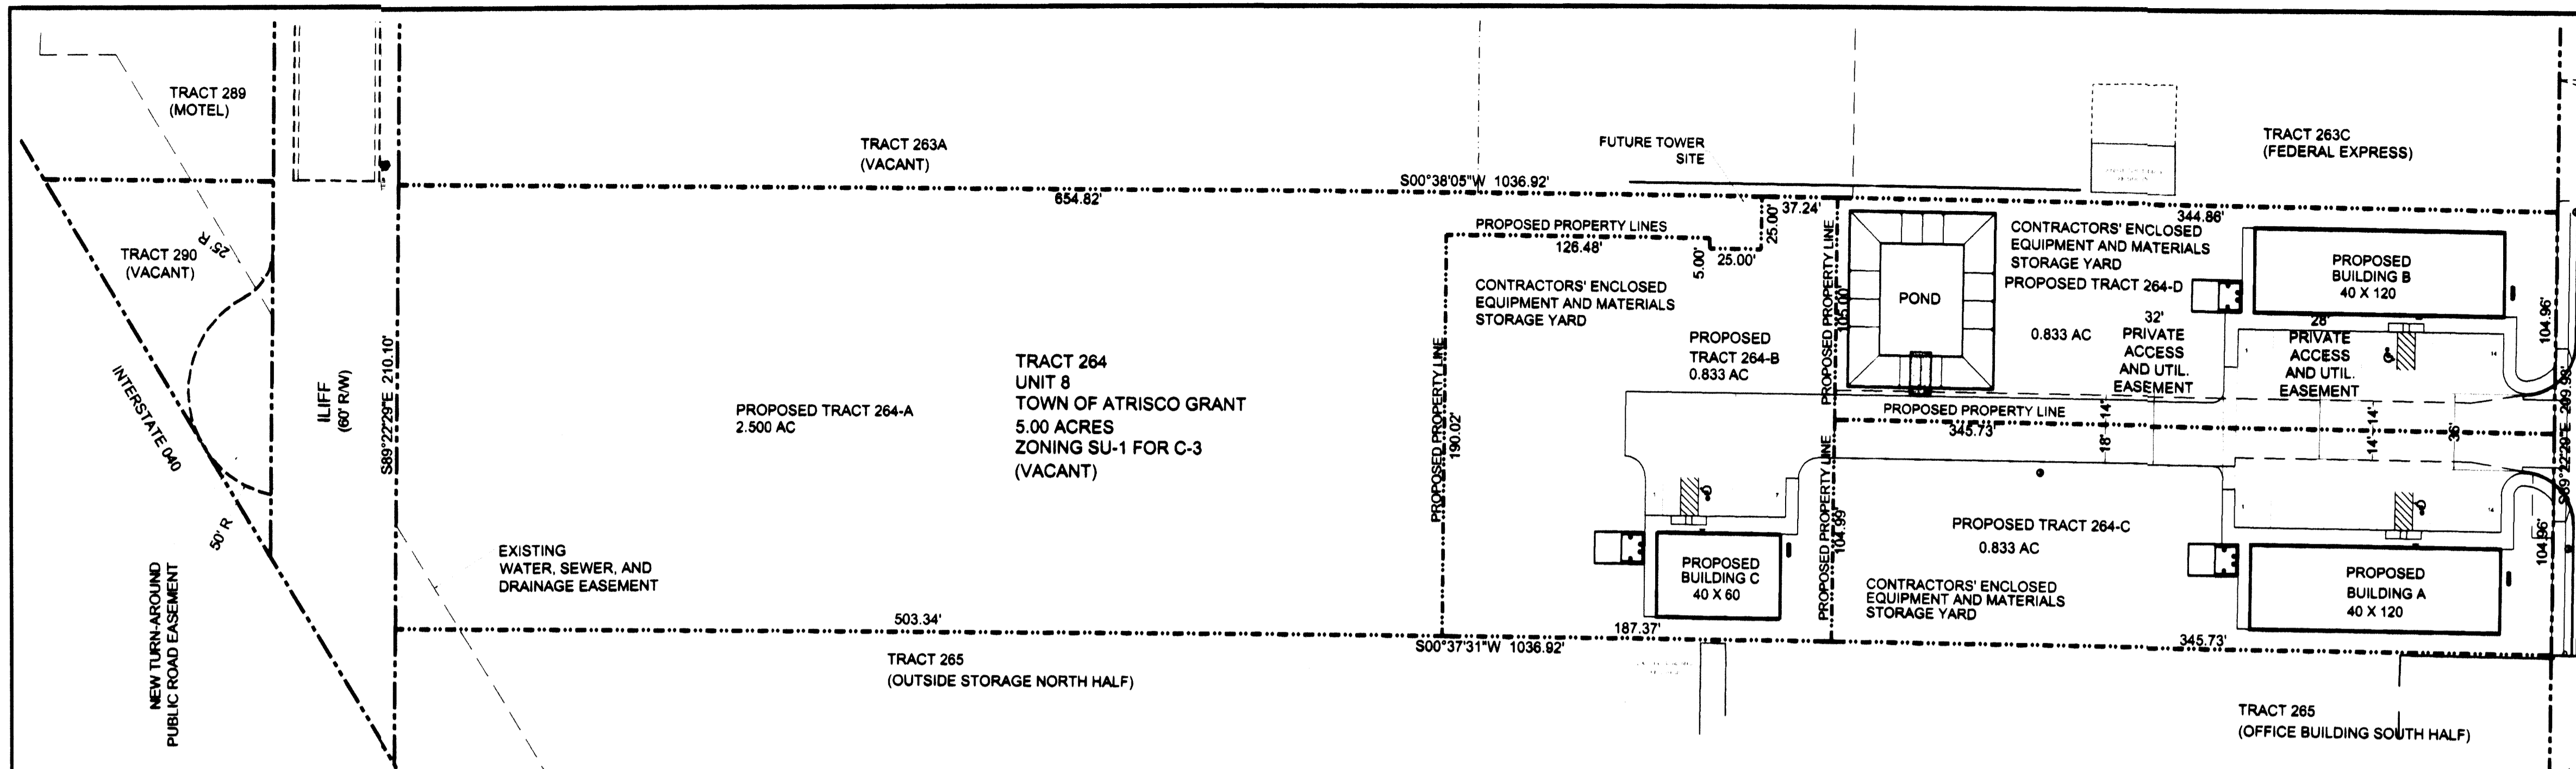 TRACT 289
(MOTEL)
TRACT 290
(VACANT)
25' R
INTERSTATE 040
50' R
NEW TURN-AROUND
PUBLIC ROAD EASEMENT
ILIFF
(60' R/W)
S89°22'29"E 210.10'
TRACT 263A
(VACANT)
654.82'
S00°38'05"W 1036.92'
EXISTING
WATER, SEWER, AND
DRAINAGE EASEMENT
PROPOSED TRACT 264-A
2.500 AC
TRACT 264
UNIT 8
TOWN OF ATRISCO GRANT
5.00 ACRES
ZONING SU-1 FOR C-3
(VACANT)
503.34'
TRACT 265
(OUTSIDE STORAGE NORTH HALF)
S00°37'31"W 1036.92'
FUTURE TOWER
SITE
PROPOSED PROPERTY LINES
126.48'
5.00'
25.00'
25.00'
37.24'
PROPOSED PROPERTY LINE
190.02'
CONTRACTORS' ENCLOSED
EQUIPMENT AND MATERIALS
STORAGE YARD
PROPOSED
TRACT 264-B
0.833 AC
PROPOSED
BUILDING C
40 X 60
187.37'
PROPOSED PROPERTY LINE
105.00'
PROPOSED PROPERTY LINE
104.99'
POND
TRACT 263C
(FEDERAL EXPRESS)
344.86'
CONTRACTORS' ENCLOSED
EQUIPMENT AND MATERIALS
STORAGE YARD
PROPOSED TRACT 264-D
0.833 AC
32'
PRIVATE
ACCESS
AND UTIL.
EASEMENT
28'
PRIVATE
ACCESS
AND UTIL.
EASEMENT
PROPOSED
BUILDING B
40 X 120
104.96'
PROPOSED PROPERTY LINE
345.73'
14'
18'
14'
14'
36'
S89°22'29"E 209.93'
PROPOSED TRACT 264-C
0.833 AC
CONTRACTORS' ENCLOSED
EQUIPMENT AND MATERIALS
STORAGE YARD
PROPOSED
BUILDING A
40 X 120
104.96'
345.73'
TRACT 265
(OFFICE BUILDING SOUTH HALF)